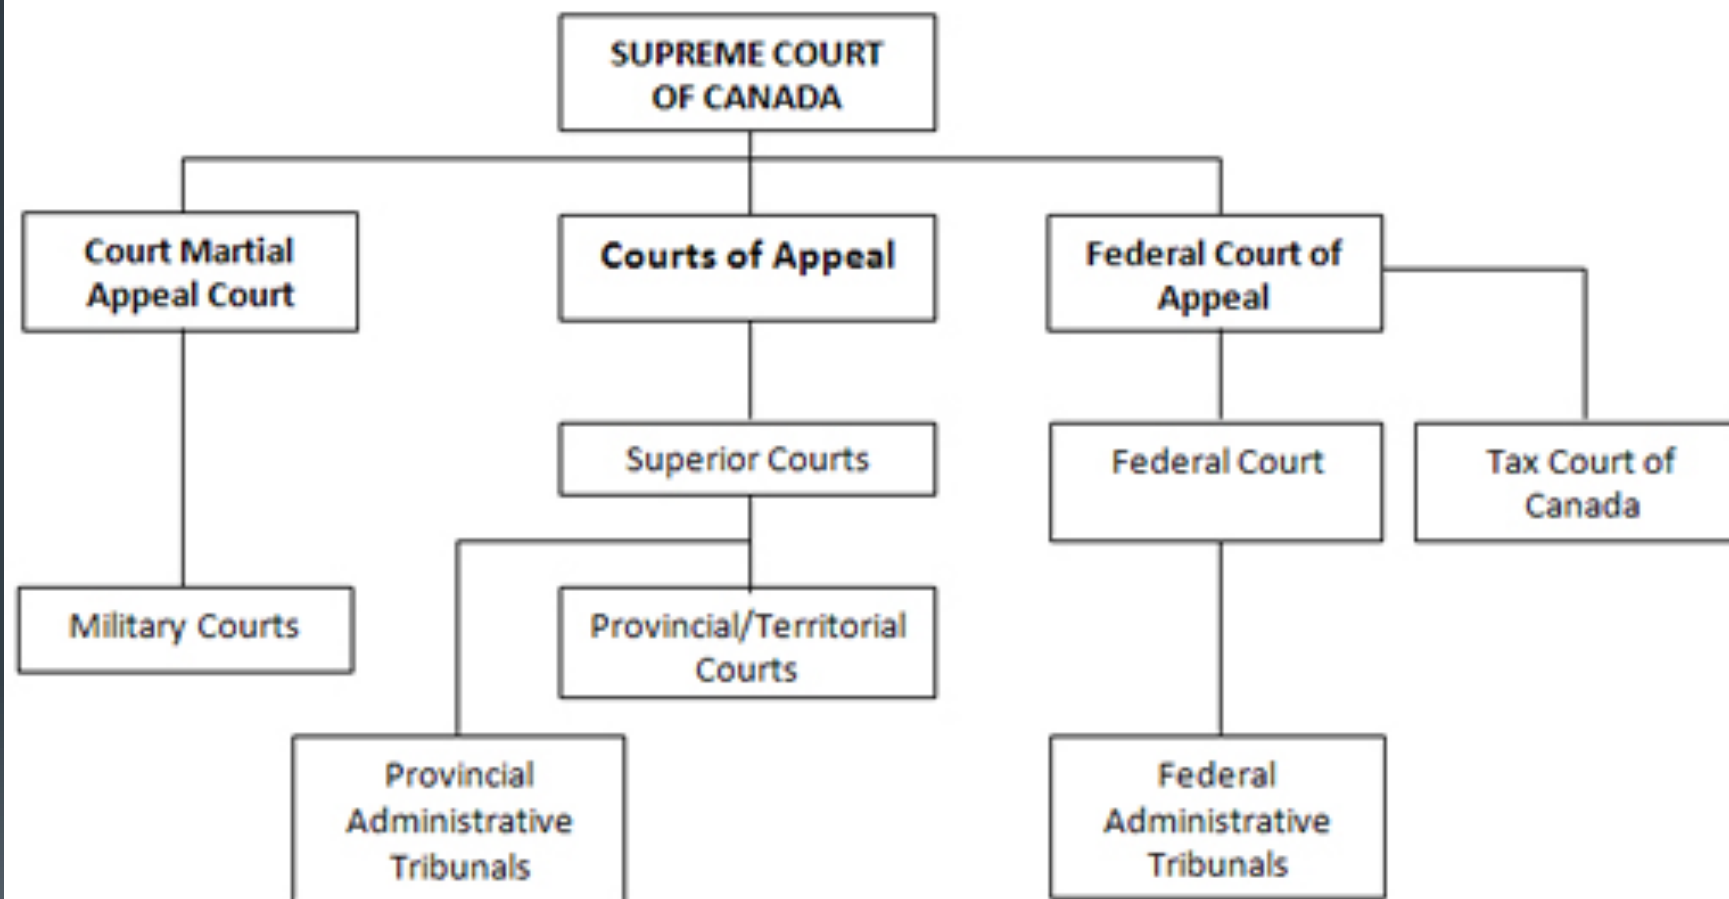 SUPREME COURT
OF CANADA
Court Martial
Appeal Court
Courts of Appeal
Federal Court of
Appeal
Superior Courts
Federal Court
Tax Court of
Canada
Military Courts
Provincial/Territorial
Courts
Provincial
Administrative
Tribunals
Federal
Administrative
Tribunals